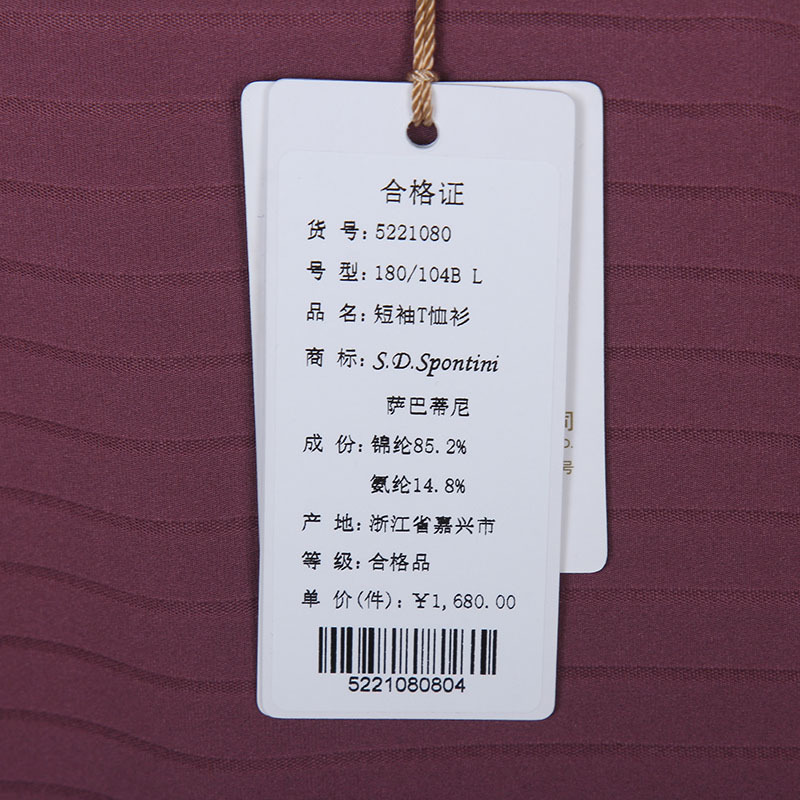 合格证
货 号: 5221080
号 型: 180/104B L
品 名: 短袖T恤衫
商 标: S.D.Spontini
萨巴蒂尼
成 份: 锦纶85.2%
氨纶14.8%
产 地: 浙江省嘉兴市
等 级: 合格品
单 价(件): ¥1,680.00
5221080804
司
号